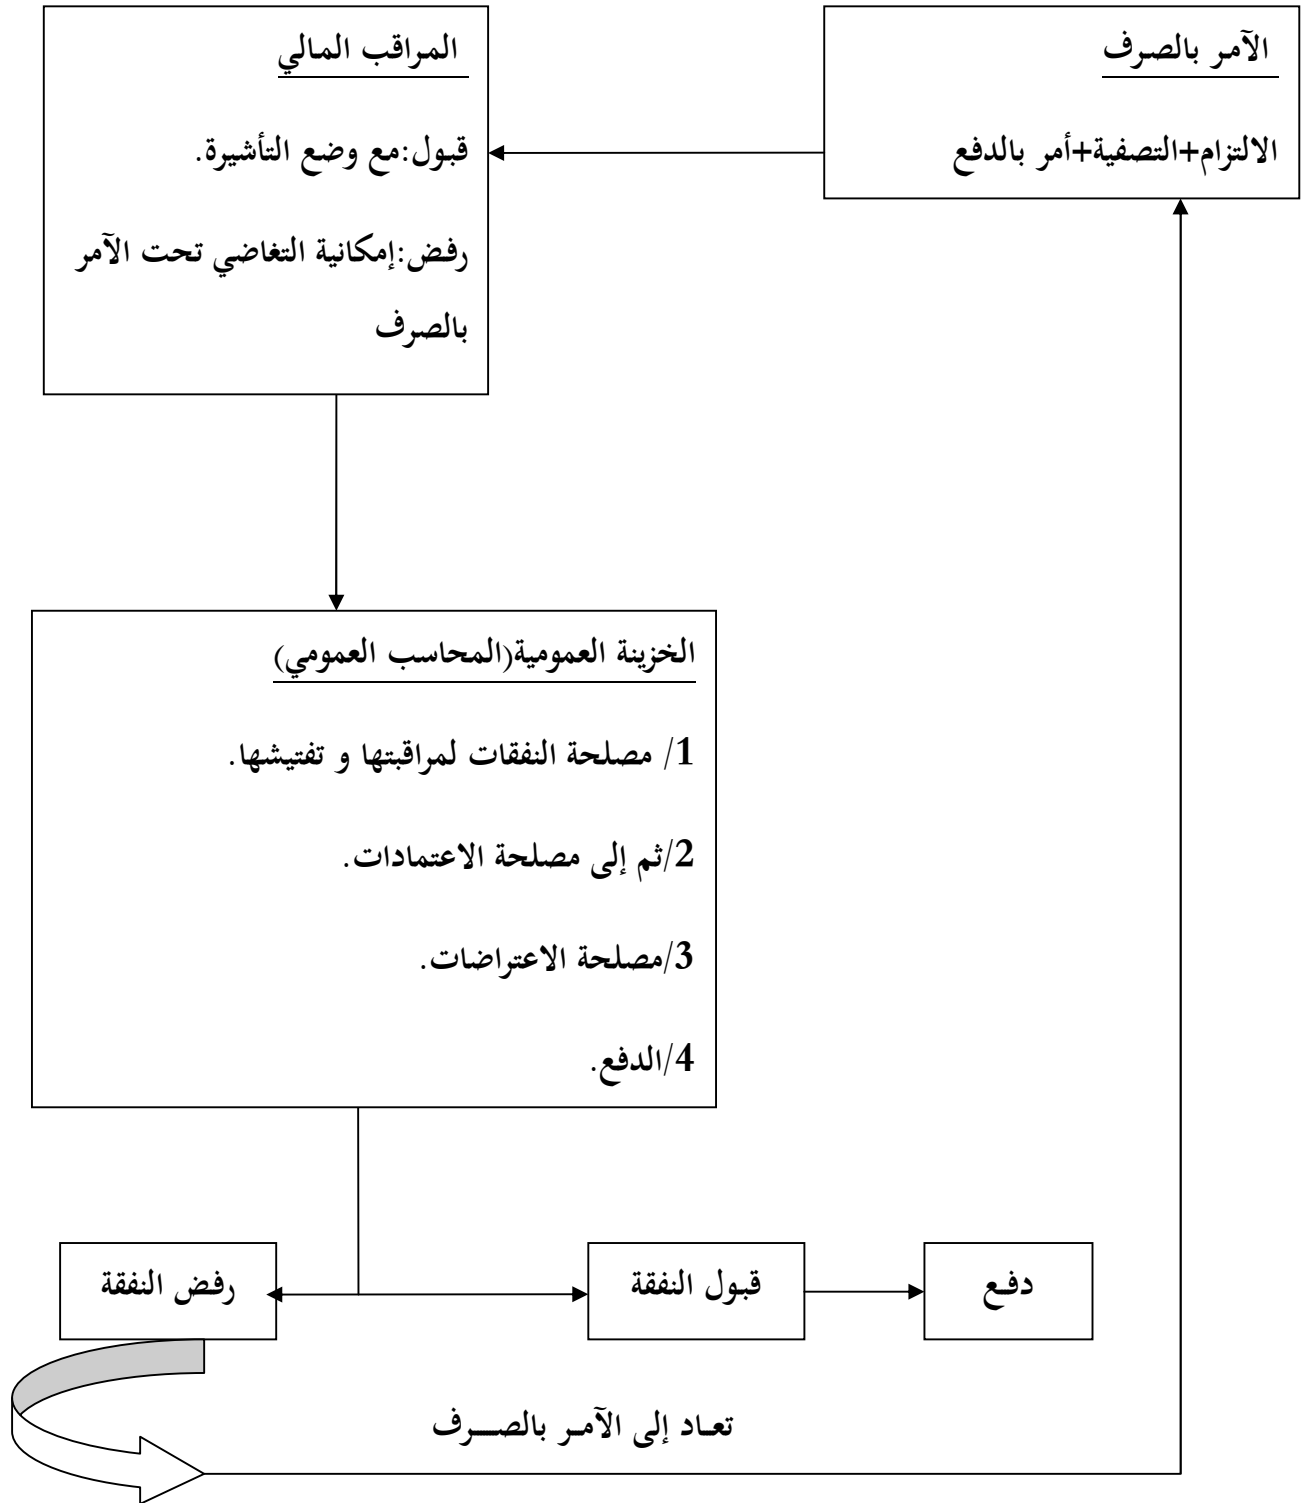 الآمر بالصرف
الالتزام+التصفية+أمر بالدفع
المراقب المالي
قبول:مع وضع التأشيرة.
رفض:إمكانية التغاضي تحت الآمر
بالصرف
الخزينة العمومية(المحاسب العمومي)
1/ مصلحة النفقات لمراقبتها و تفتيشها.
2/ثم إلى مصلحة الاعتمادات.
3/مصلحة الاعتراضات.
4/الدفع.
دفع
قبول النفقة
رفض النفقة
تعاد إلى الآمر بالصرف